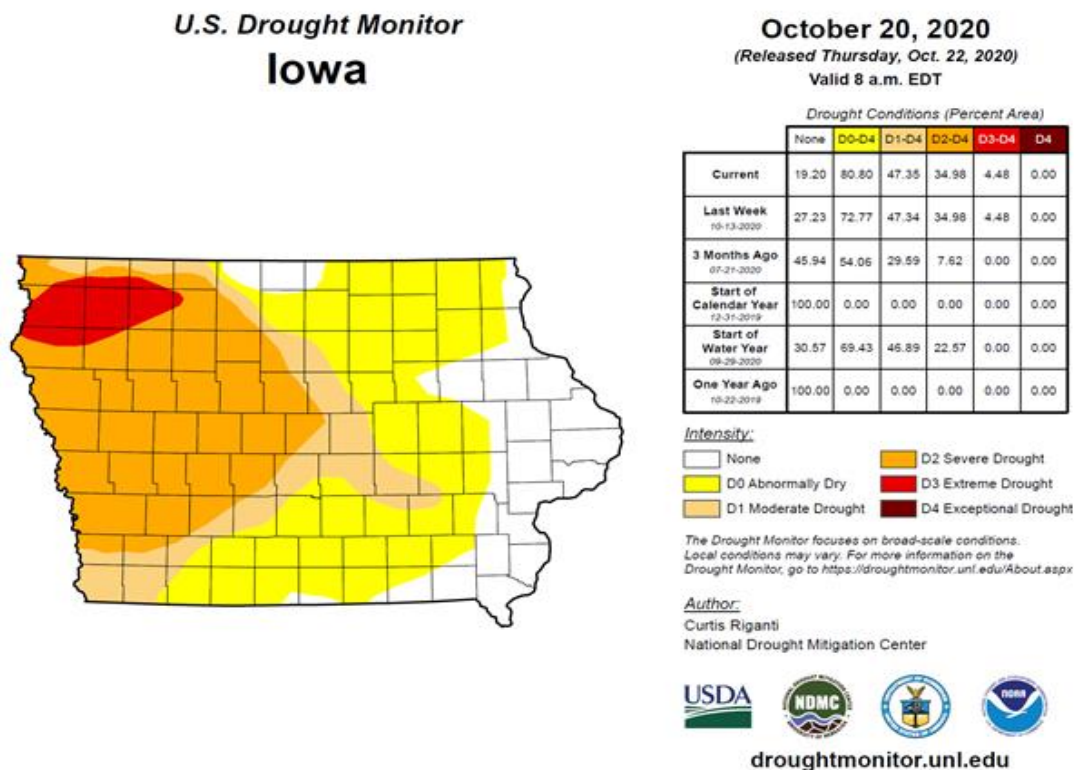 U.S. Drought Monitor
Iowa
October 20, 2020
(Released Thursday, Oct. 22, 2020)
Valid 8 a.m. EDT
Drought Conditions (Percent Area)
None D0-D4 D1-D4 D2-D4 D3-D4 D4
Current 19.20 80.80 47.35 34.98 4.48 0.00
Last Week
10-13-2020 27.23 72.77 47.34 34.98 4.48 0.00
3 Months Ago
07-21-2020 45.94 54.06 29.59 7.62 0.00 0.00
Start of
Calendar Year
12-31-2019 100.00 0.00 0.00 0.00 0.00 0.00
Start of
Water Year
09-29-2020 30.57 69.43 46.89 22.57 0.00 0.00
One Year Ago
10-22-2019 100.00 0.00 0.00 0.00 0.00 0.00
Intensity:
None
D0 Abnormally Dry
D1 Moderate Drought
D2 Severe Drought
D3 Extreme Drought
D4 Exceptional Drought
The Drought Monitor focuses on broad-scale conditions.
Local conditions may vary. For more information on the
Drought Monitor, go to https://droughtmonitor.unl.edu/About.aspx
Author:
Curtis Riganti
National Drought Mitigation Center
USDA
NDMC
NOAA
droughtmonitor.unl.edu